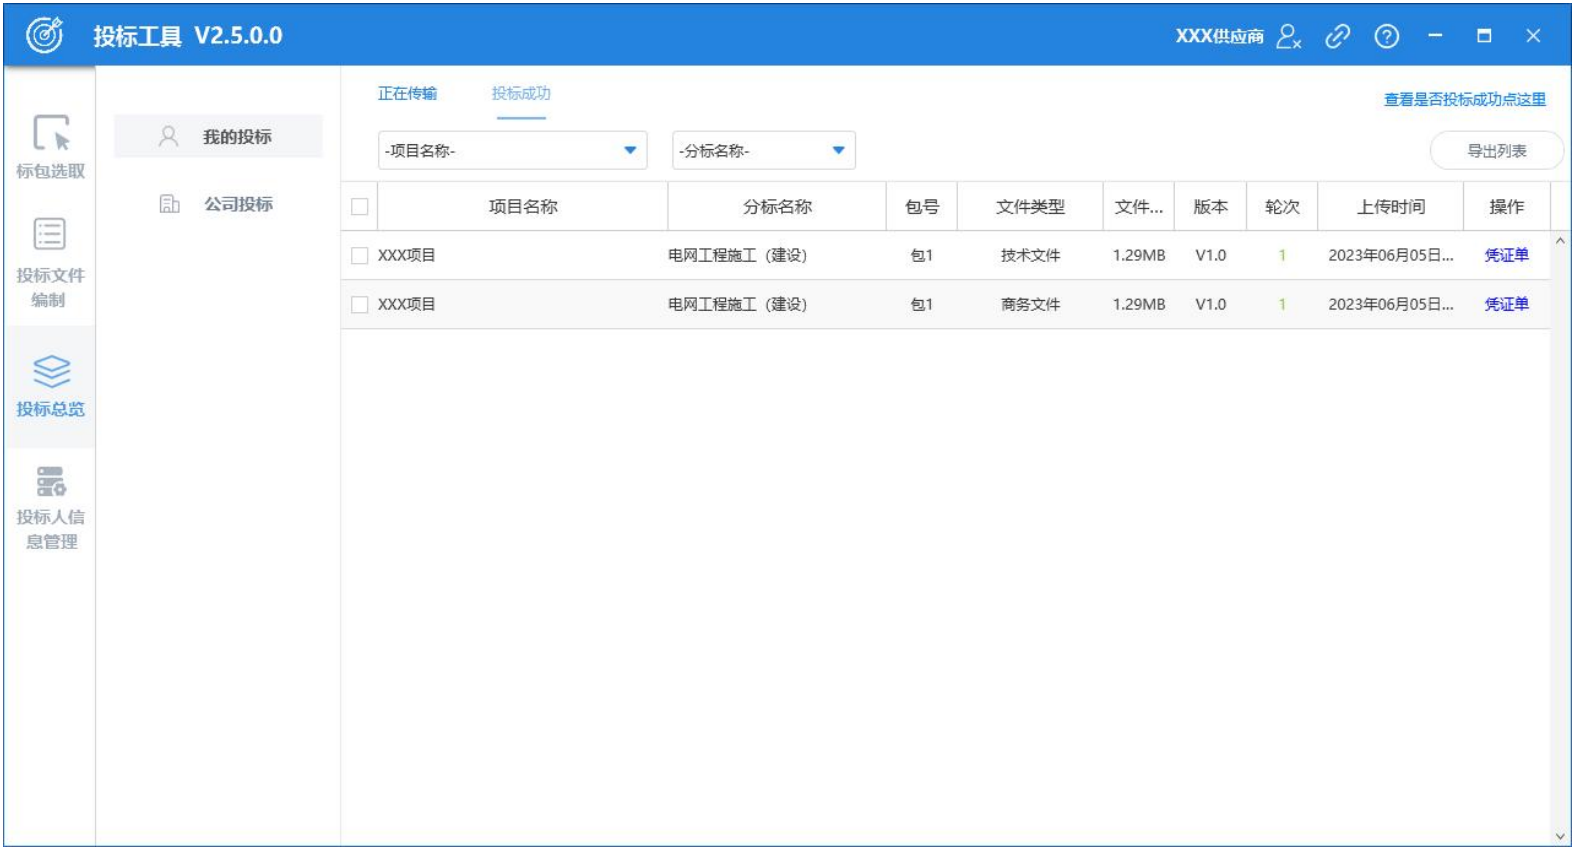 投标工具 V2.5.0.0
XXX供应商
正在传输 投标成功
查看是否投标成功点这里
标包选取
投标文件
编制
投标总览
投标人信
息管理
我的投标
公司投标
-项目名称- -分标名称- 导出列表
项目名称 分标名称 包号 文件类型 文件... 版本 轮次 上传时间 操作
XXX项目 电网工程施工（建设） 包1 技术文件 1.29MB V1.0 1 2023年06月05日... 凭证单
XXX项目 电网工程施工（建设） 包1 商务文件 1.29MB V1.0 1 2023年06月05日... 凭证单